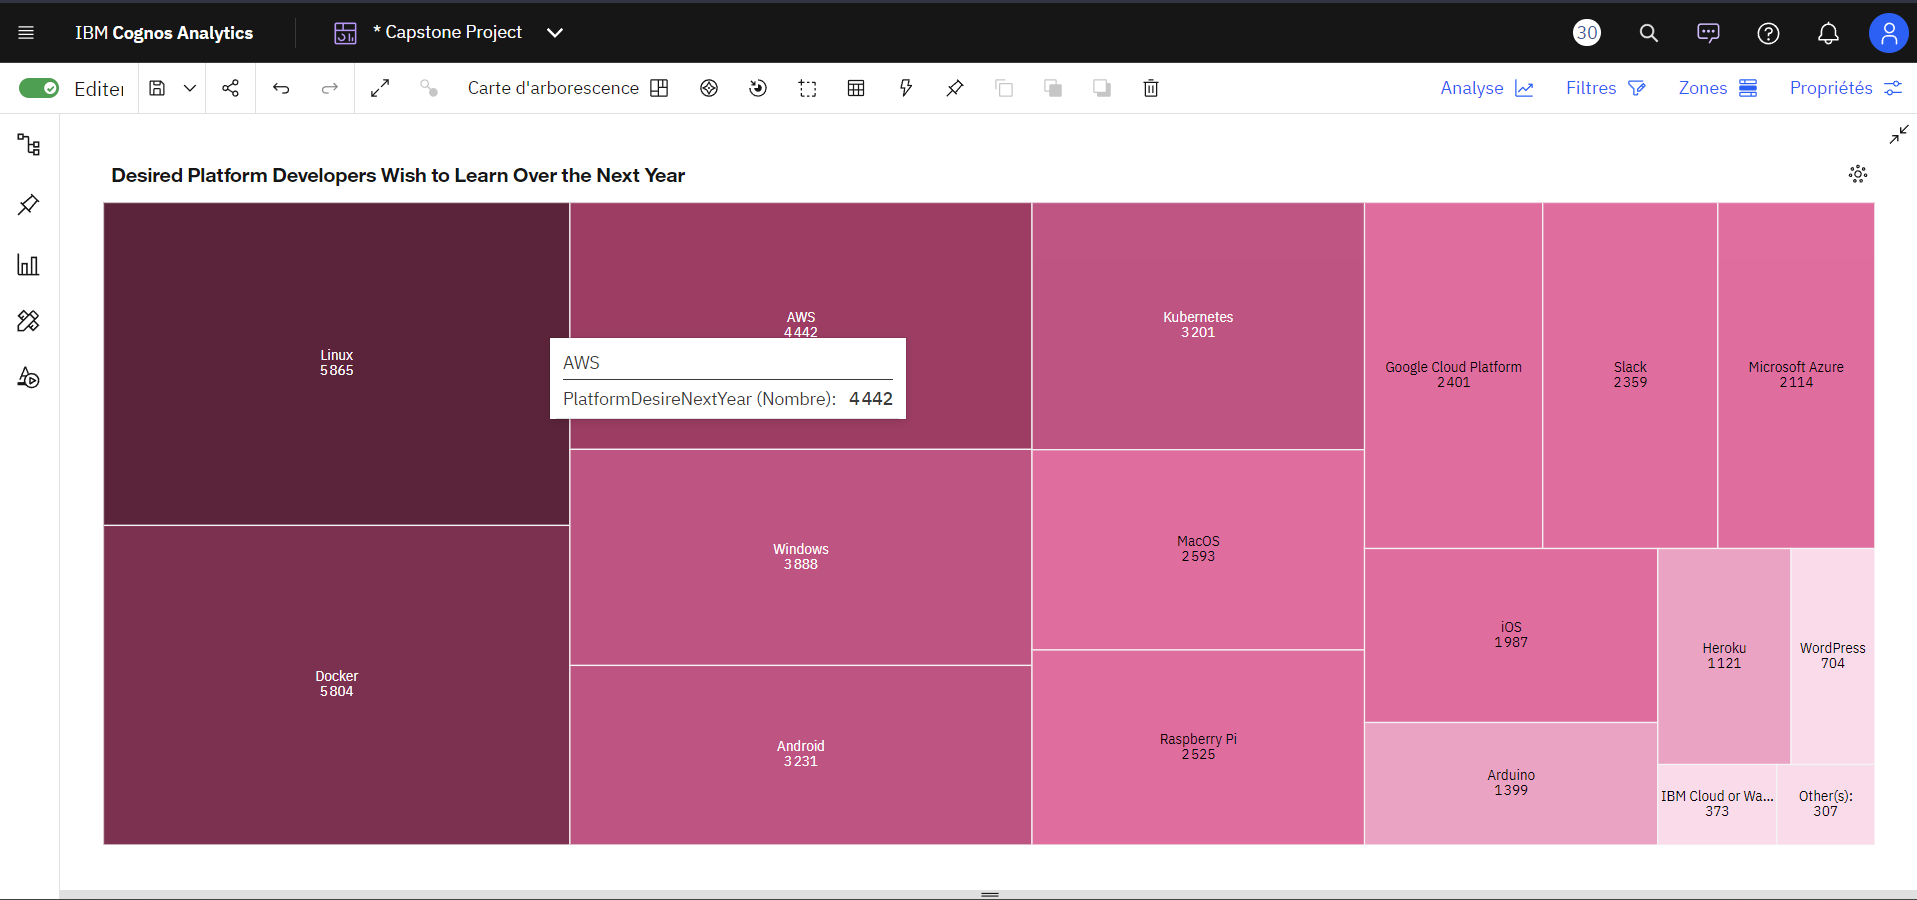 IBM Cognos Analytics
* Capstone Project
30
Editer
Carte d'arborescence
Analyse
Filtres
Zones
Propriétés
Desired Platform Developers Wish to Learn Over the Next Year
Linux
5 865
Docker
5 804
AWS
4 442
AWS
PlatformDesireNextYear (Nombre): 4 442
Windows
3 888
Android
3 231
Kubernetes
3 201
MacOS
2 593
Raspberry Pi
2 525
Google Cloud Platform
2 401
Slack
2 359
Microsoft Azure
2 114
iOS
1 987
Arduino
1 399
Heroku
1 121
WordPress
704
IBM Cloud or Wa...
373
Other(s):
307